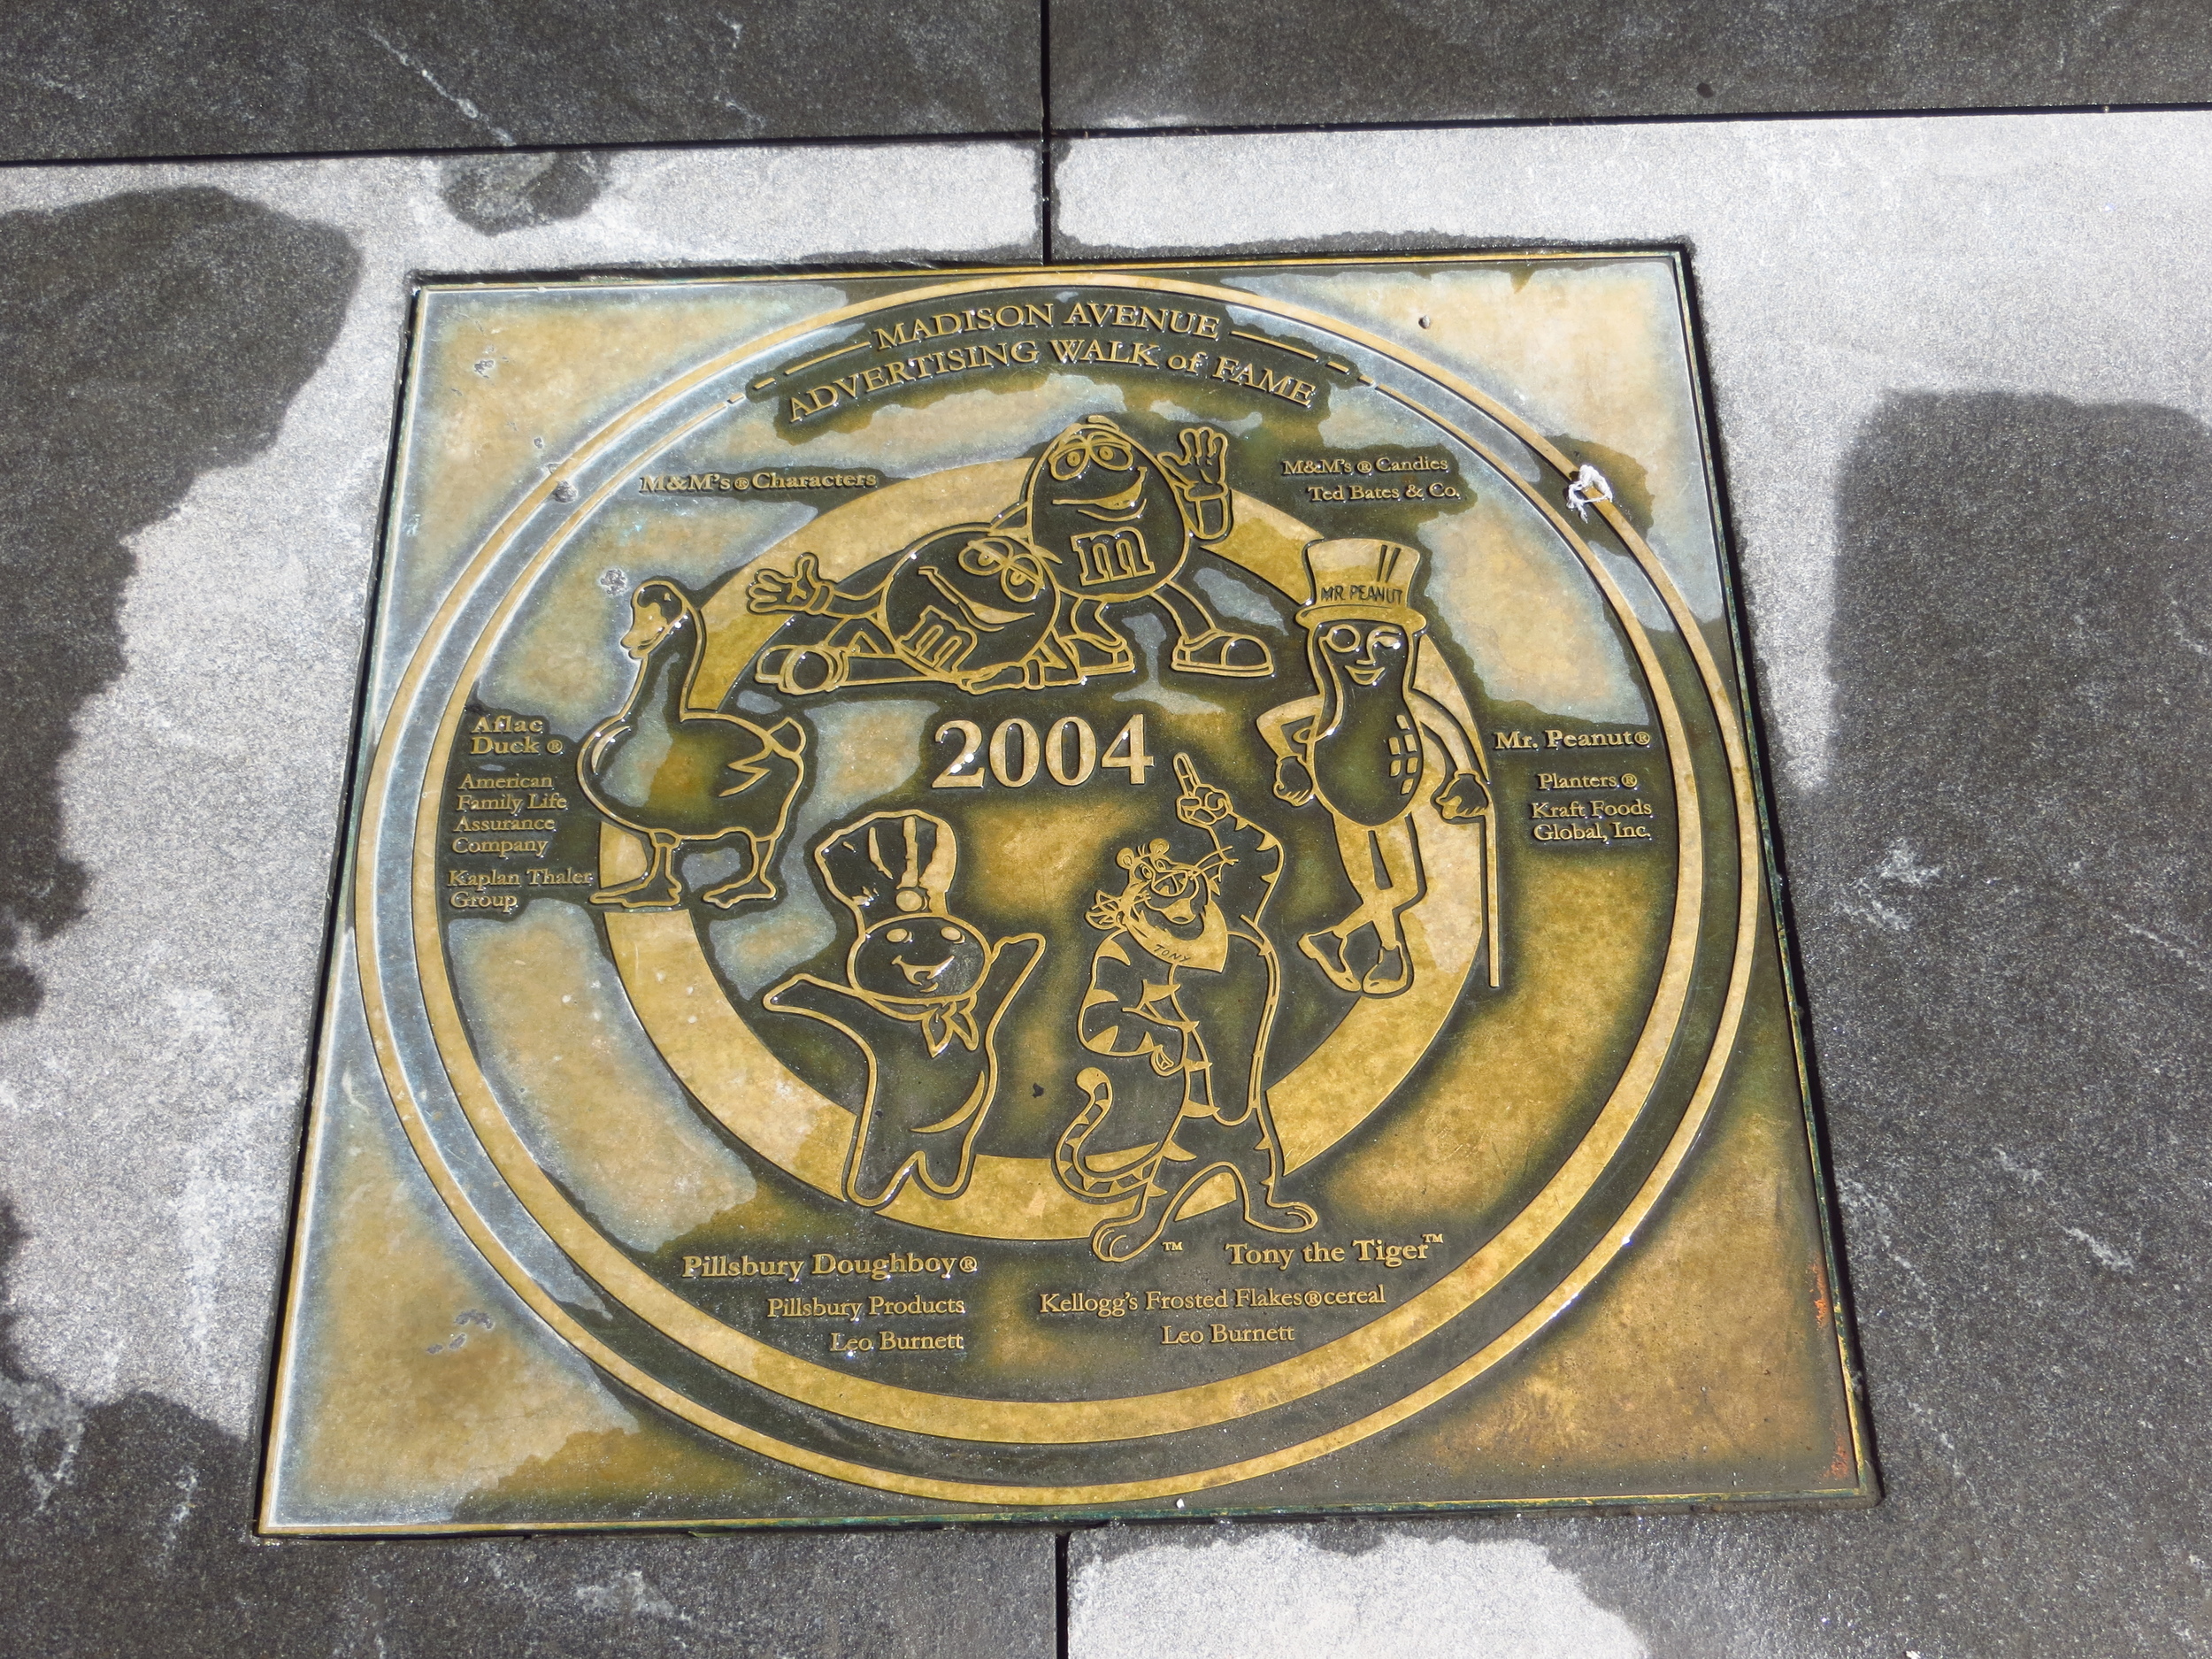 MADISON AVENUE
ADVERTISING WALK of FAME
M&M's ® Characters
M&M's ® Candies
Ted Bates & Co.
m
m
MR. PEANUT
2004
Aflac
Duck ®
American
Family Life
Assurance
Company
Kaplan Thaler
Group
Mr. Peanut®
Planters ®
Kraft Foods
Global, Inc.
TONY
Pillsbury Doughboy®
Pillsbury Products
Leo Burnett
™ Tony the Tiger™
Kellogg's Frosted Flakes®cereal
Leo Burnett